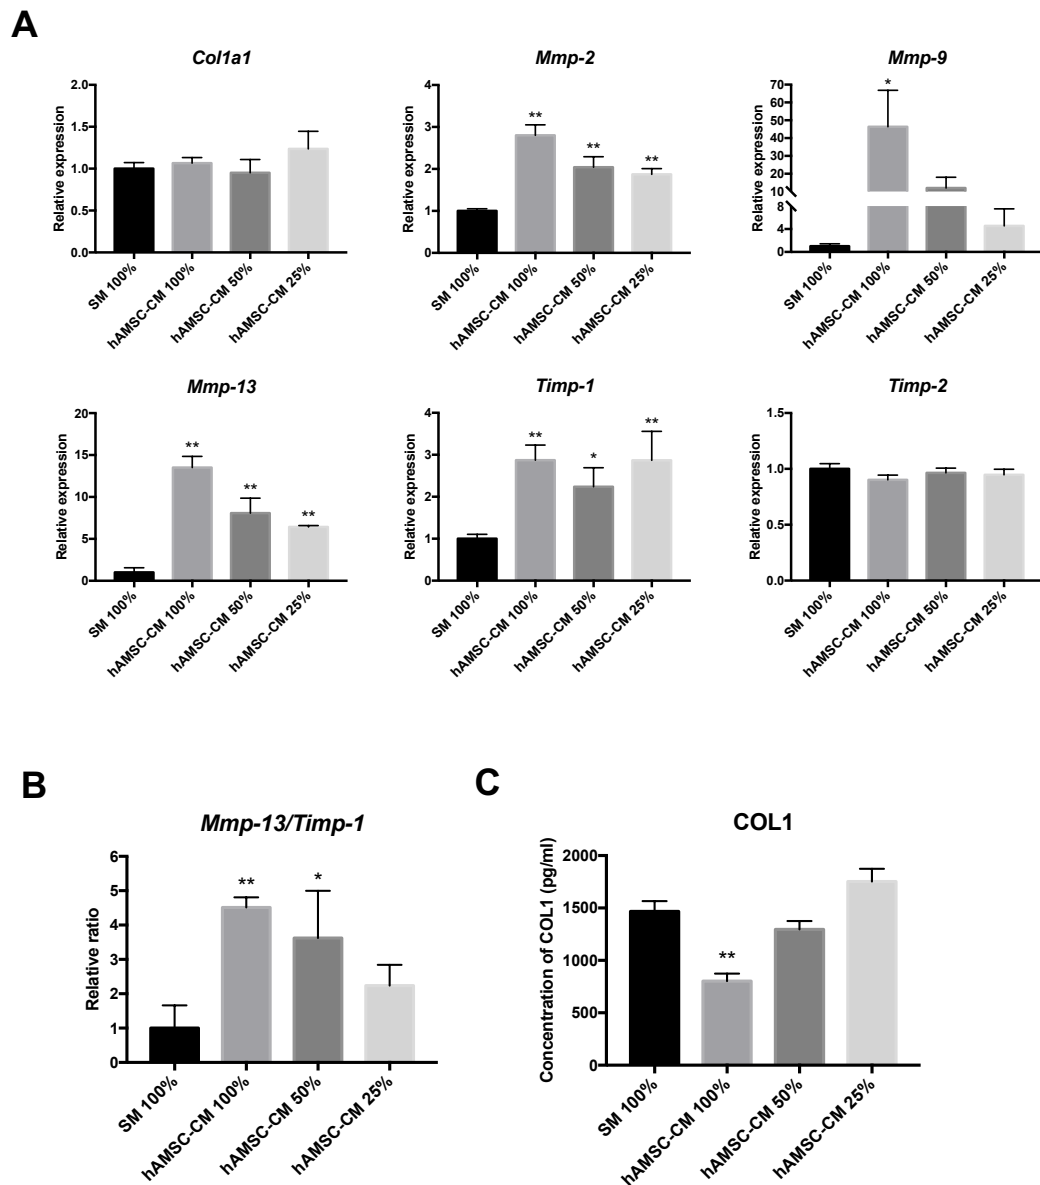 A
Col1a1
Relative expression
2.0
1.5
1.0
0.5
0.0
SM 100%
hAMSC-CM 100%
hAMSC-CM 50%
hAMSC-CM 25%
Mmp-2
Relative expression
4
3
2
1
0
**
**
**
SM 100%
hAMSC-CM 100%
hAMSC-CM 50%
hAMSC-CM 25%
Mmp-9
Relative expression
70
60
50
40
30
20
10
8
4
0
*
SM 100%
hAMSC-CM 100%
hAMSC-CM 50%
hAMSC-CM 25%
Mmp-13
Relative expression
20
15
10
5
0
**
**
**
SM 100%
hAMSC-CM 100%
hAMSC-CM 50%
hAMSC-CM 25%
Timp-1
Relative expression
4
3
2
1
0
**
*
**
SM 100%
hAMSC-CM 100%
hAMSC-CM 50%
hAMSC-CM 25%
Timp-2
Relative expression
1.5
1.0
0.5
0.0
SM 100%
hAMSC-CM 100%
hAMSC-CM 50%
hAMSC-CM 25%
B
Mmp-13/Timp-1
Relative ratio
6
5
4
3
2
1
0
**
*
SM 100%
hAMSC-CM 100%
hAMSC-CM 50%
hAMSC-CM 25%
C
COL1
Concentration of COL1 (pg/ml)
2000
1500
1000
500
0
**
SM 100%
hAMSC-CM 100%
hAMSC-CM 50%
hAMSC-CM 25%